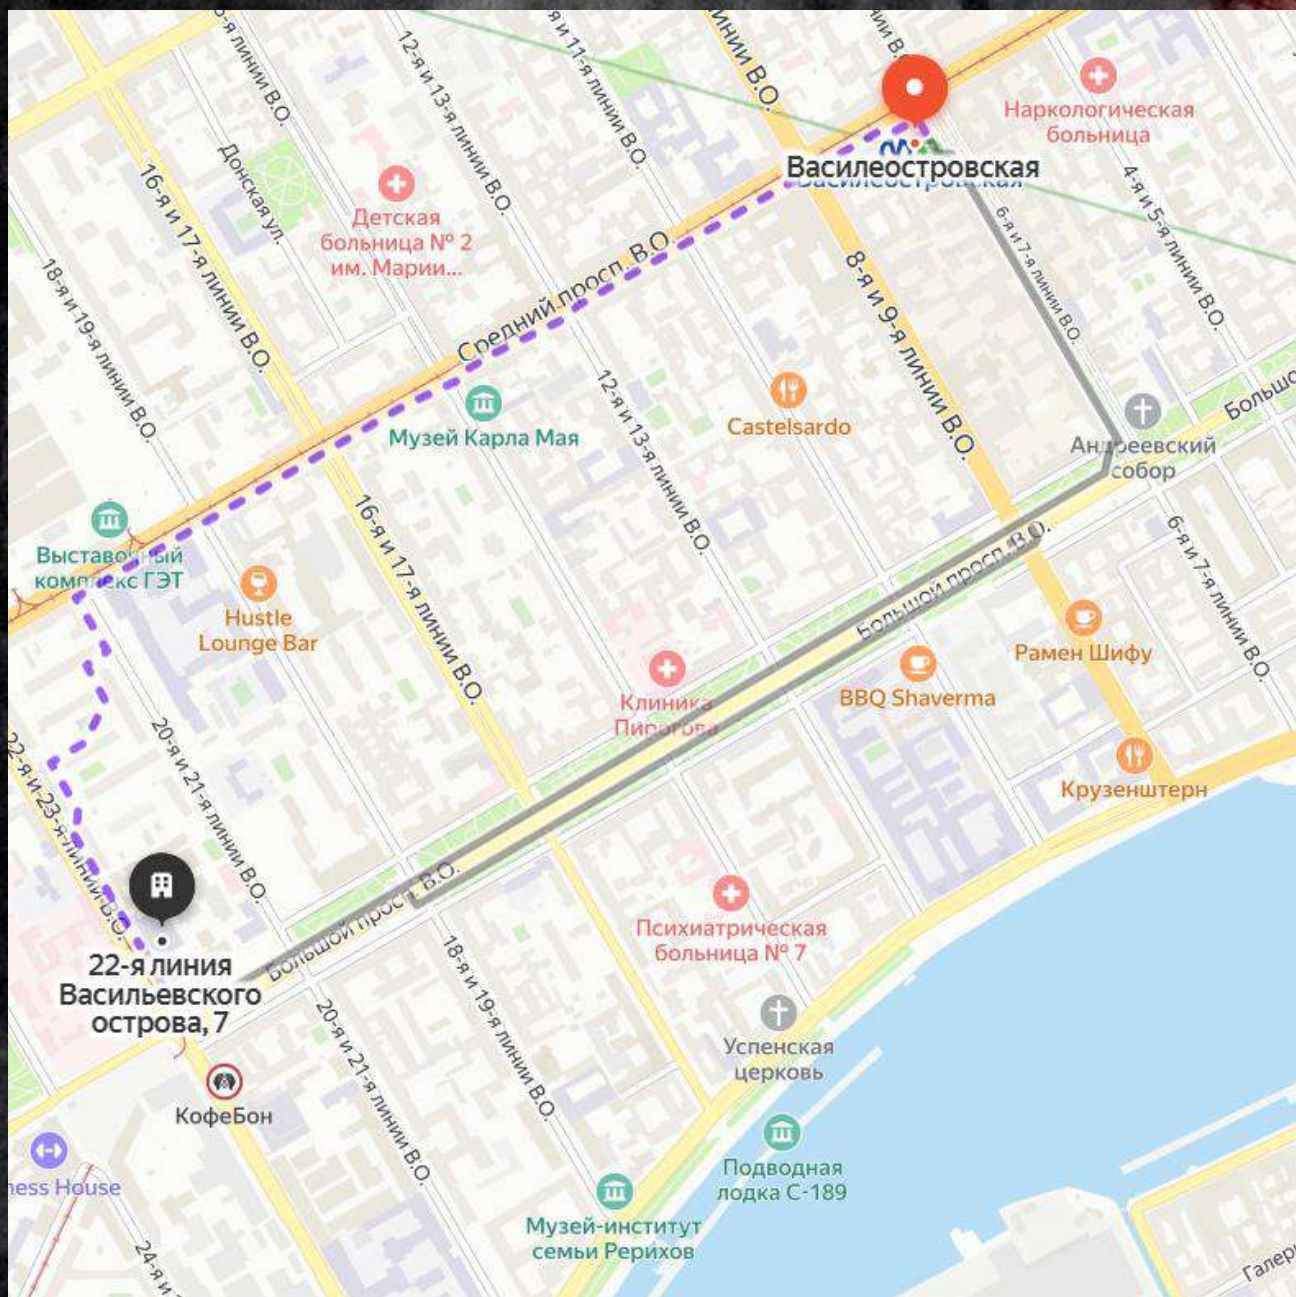 12-я и 13-я линии В.О.
Донская ул.
Детская
больница № 2
им. Марии...
16-я и 17-я линии В.О.
18-я и 19-я линии В.О.
Наркологическая
больница
Василеостровская
Василеостровская
4-я и 5-я линии В.О.
6-я и 7-я линии В.О.
8-я и 9-я линии В.О.
Средний просп. В.О.
Музей Карла Мая
12-я и 13-я линии В.О.
Castelsardo
Андреевский
собор
Большой просп. В.О.
6-я и 7-я линии В.О.
16-я и 17-я линии В.О.
Выставочный
комплекс ГЭТ
Hustle
Lounge Bar
Рамен Шифу
BBQ Shaverma
Клиника
Пирогова
Крузенштерн
20-я и 21-я линии В.О.
22-я и 23-я линии В.О.
Большой просп. В.О.
Психиатрическая
больница № 7
22-я линия
Васильевского
острова, 7
18-я и 19-я линии В.О.
20-я и 21-я линии В.О.
Успенская
церковь
КофеБон
ness House
Подводная
лодка С-189
Музей-институт
семьи Рерихов